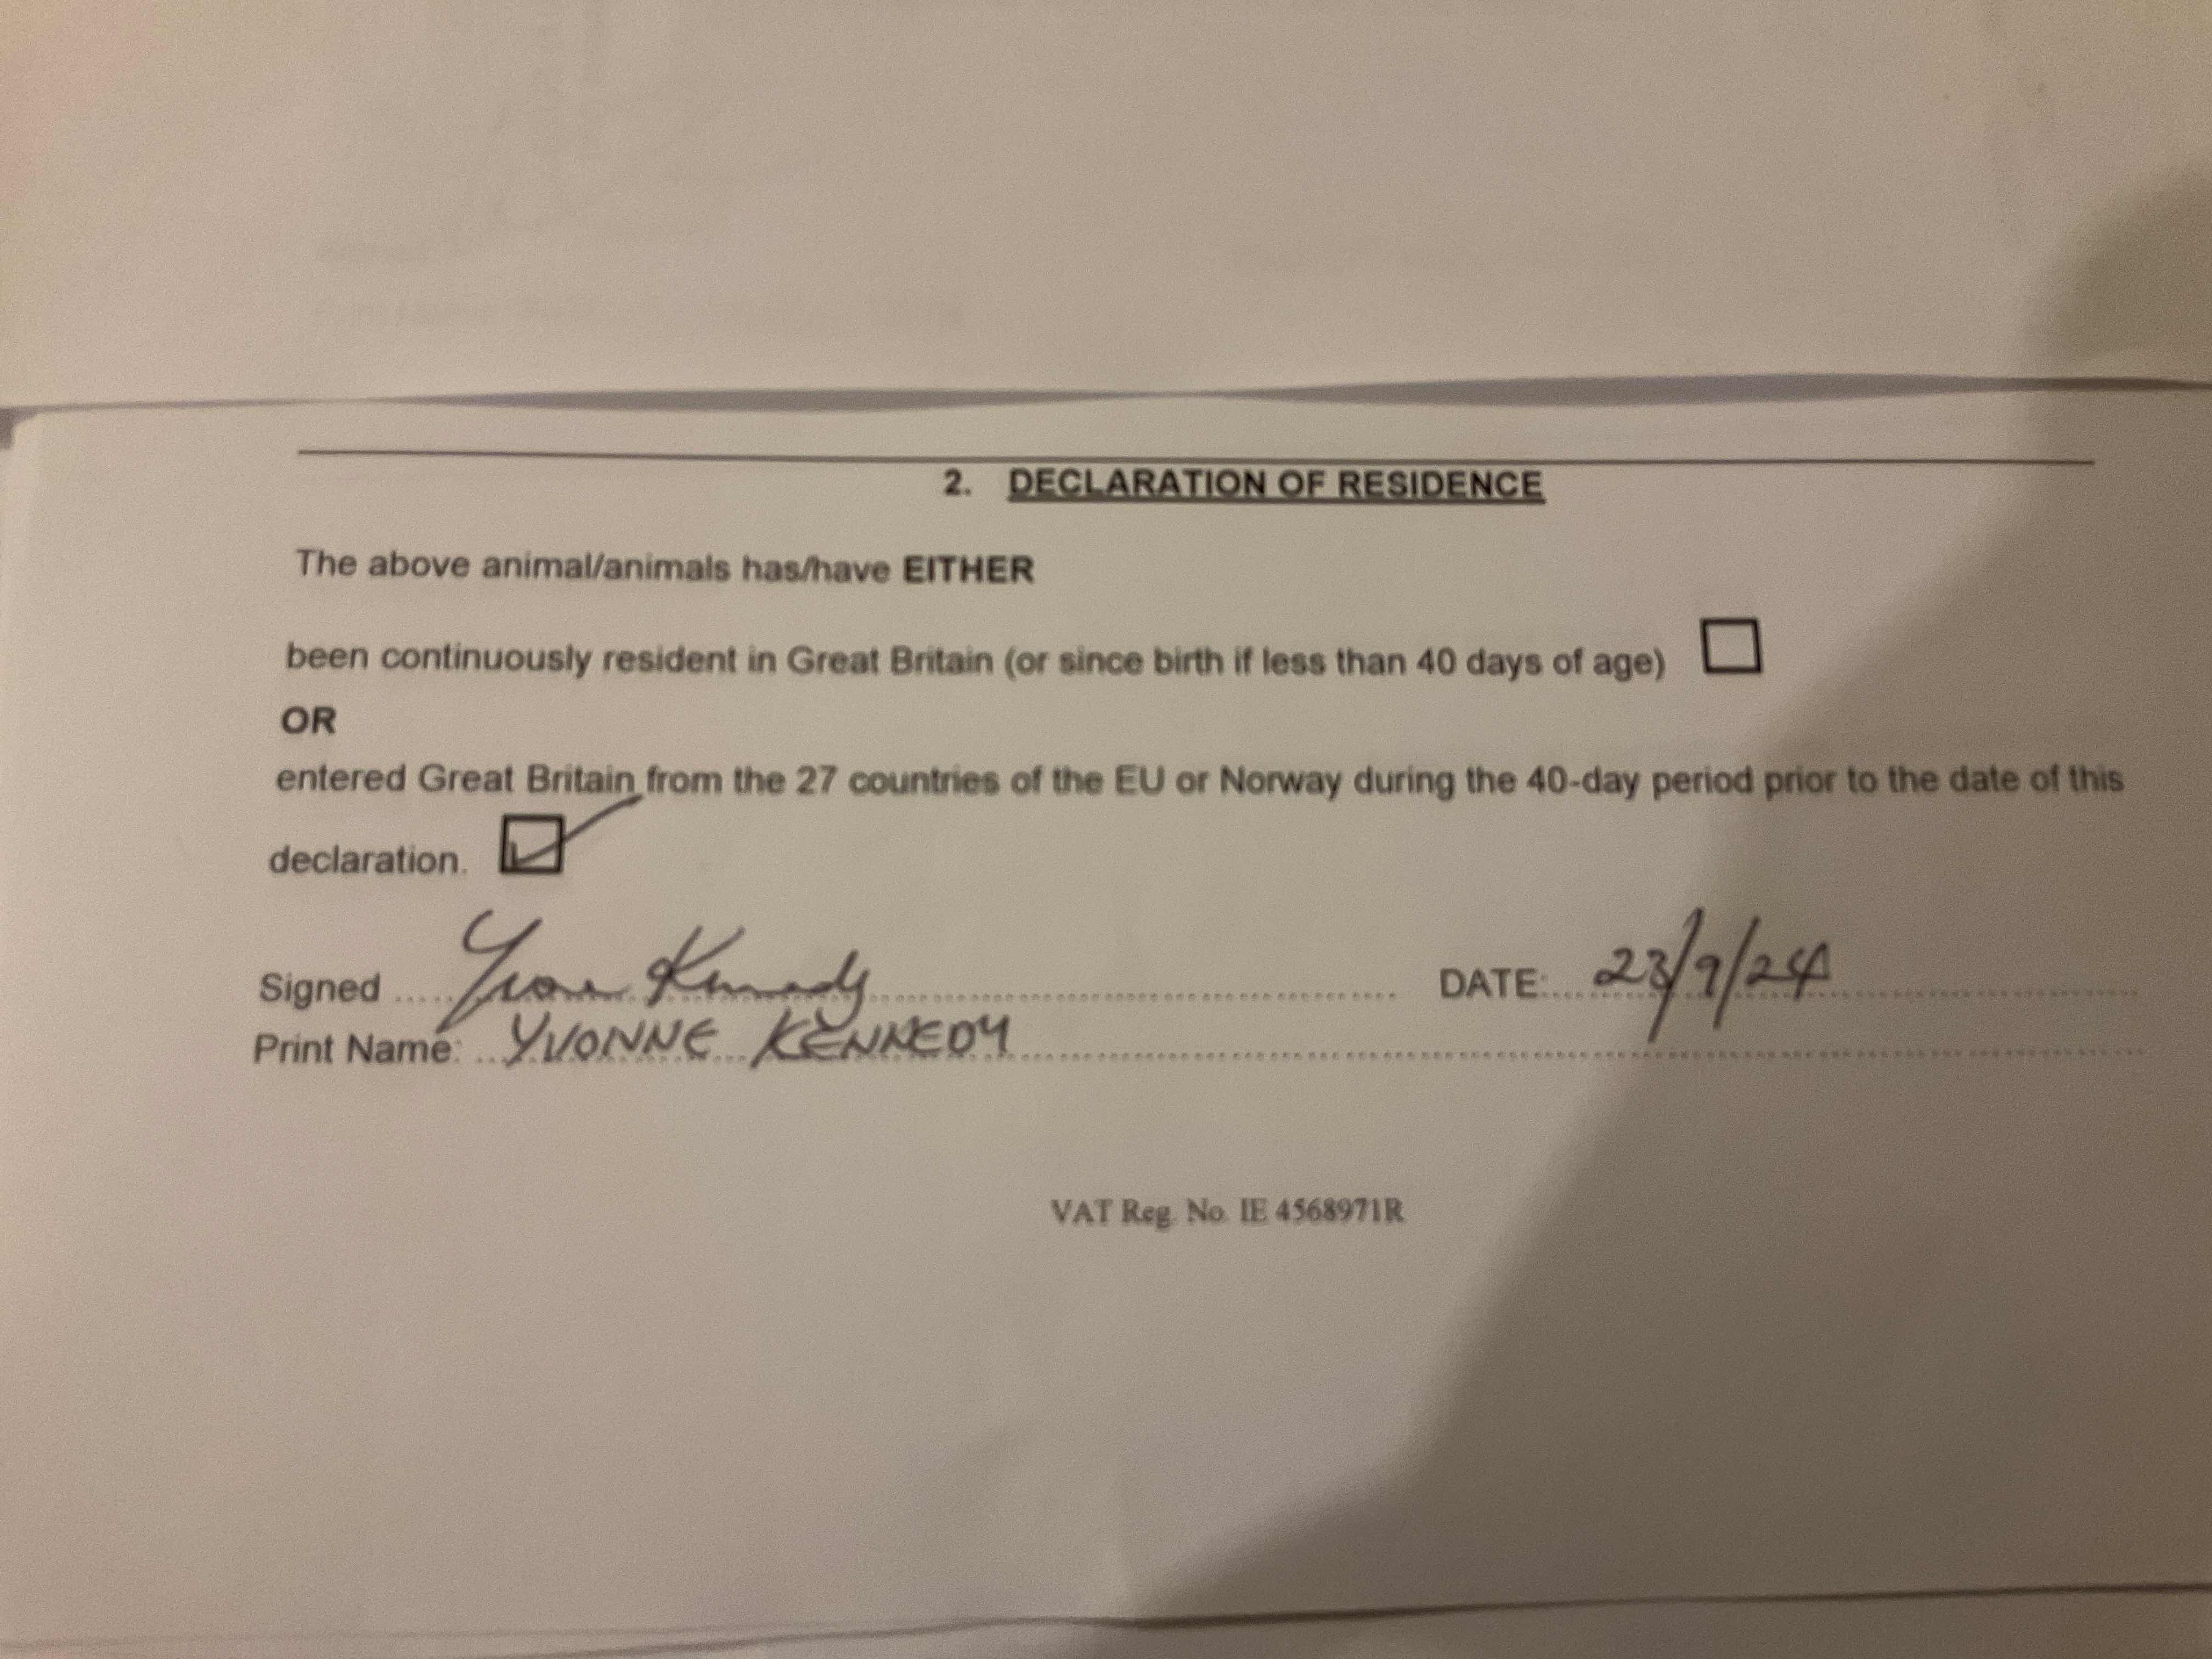 2. DECLARATION OF RESIDENCE
The above animal/animals has/have EITHER
been continuously resident in Great Britain (or since birth if less than 40 days of age)
OR
entered Great Britain from the 27 countries of the EU or Norway during the 40-day period prior to the date of this
declaration.
Signed Yvonne Kennedy DATE: 23/9/24
Print Name: YVONNE KENNEDY
VAT Reg. No. IE 4568971R